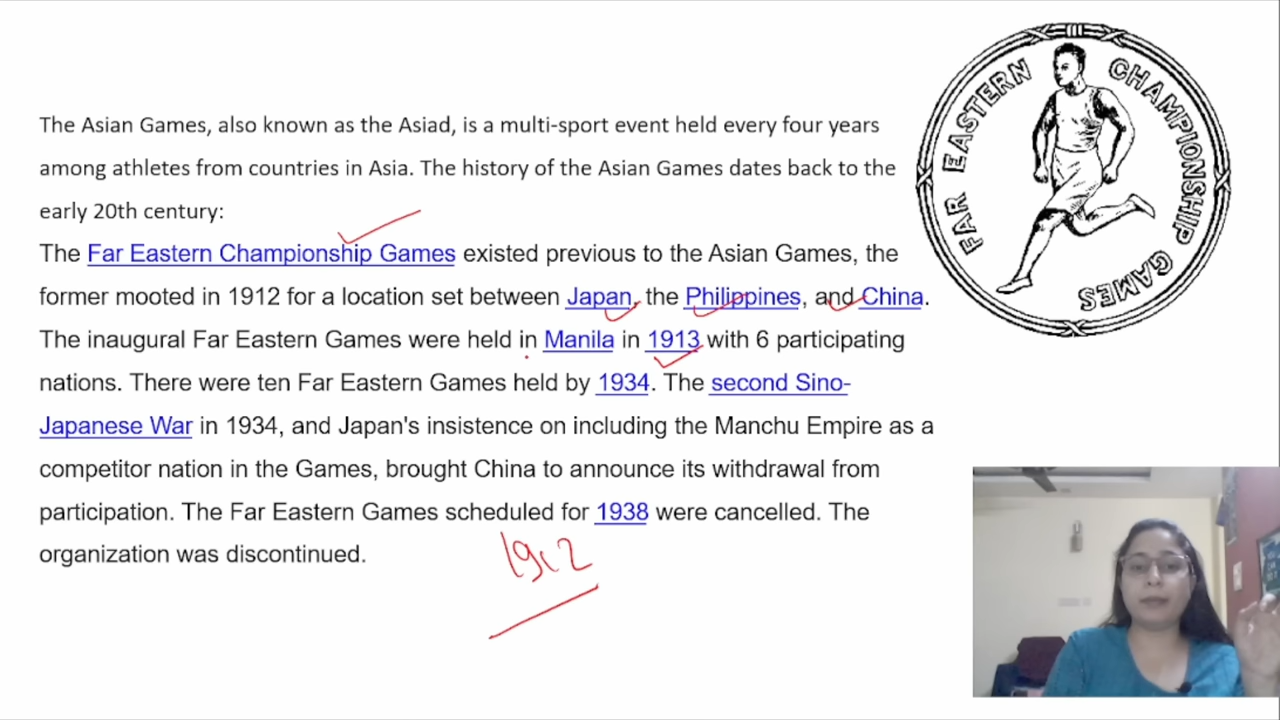 The Asian Games, also known as the Asiad, is a multi-sport event held every four years
among athletes from countries in Asia. The history of the Asian Games dates back to the
early 20th century:
The Far Eastern Championship Games existed previous to the Asian Games, the
former mooted in 1912 for a location set between Japan, the Philippines, and China.
The inaugural Far Eastern Games were held in Manila in 1913 with 6 participating
nations. There were ten Far Eastern Games held by 1934. The second Sino-
Japanese War in 1934, and Japan's insistence on including the Manchu Empire as a
competitor nation in the Games, brought China to announce its withdrawal from
participation. The Far Eastern Games scheduled for 1938 were cancelled. The
organization was discontinued.
1912
FAR EASTERN CHAMPIONSHIP GAMES